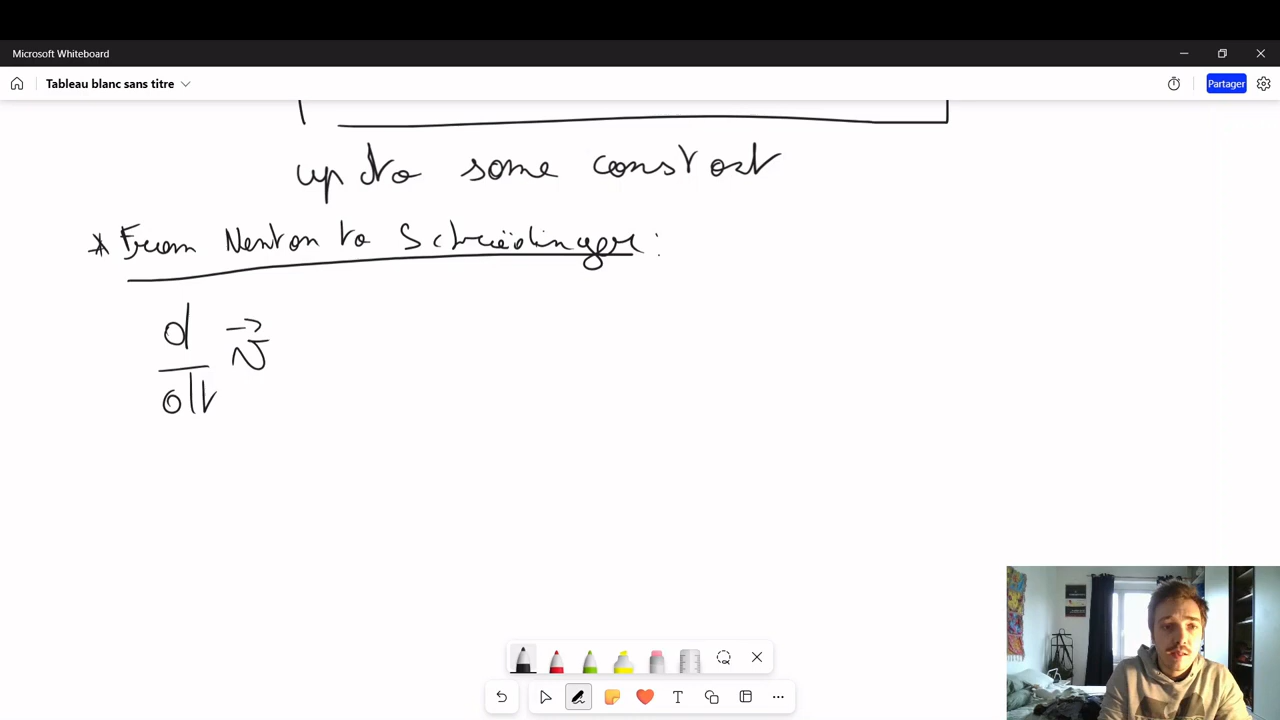 Microsoft Whiteboard
Tableau blanc sans titre
Partager
up to some constant
* From Newton to Schrödinger :
d
→
v
dt